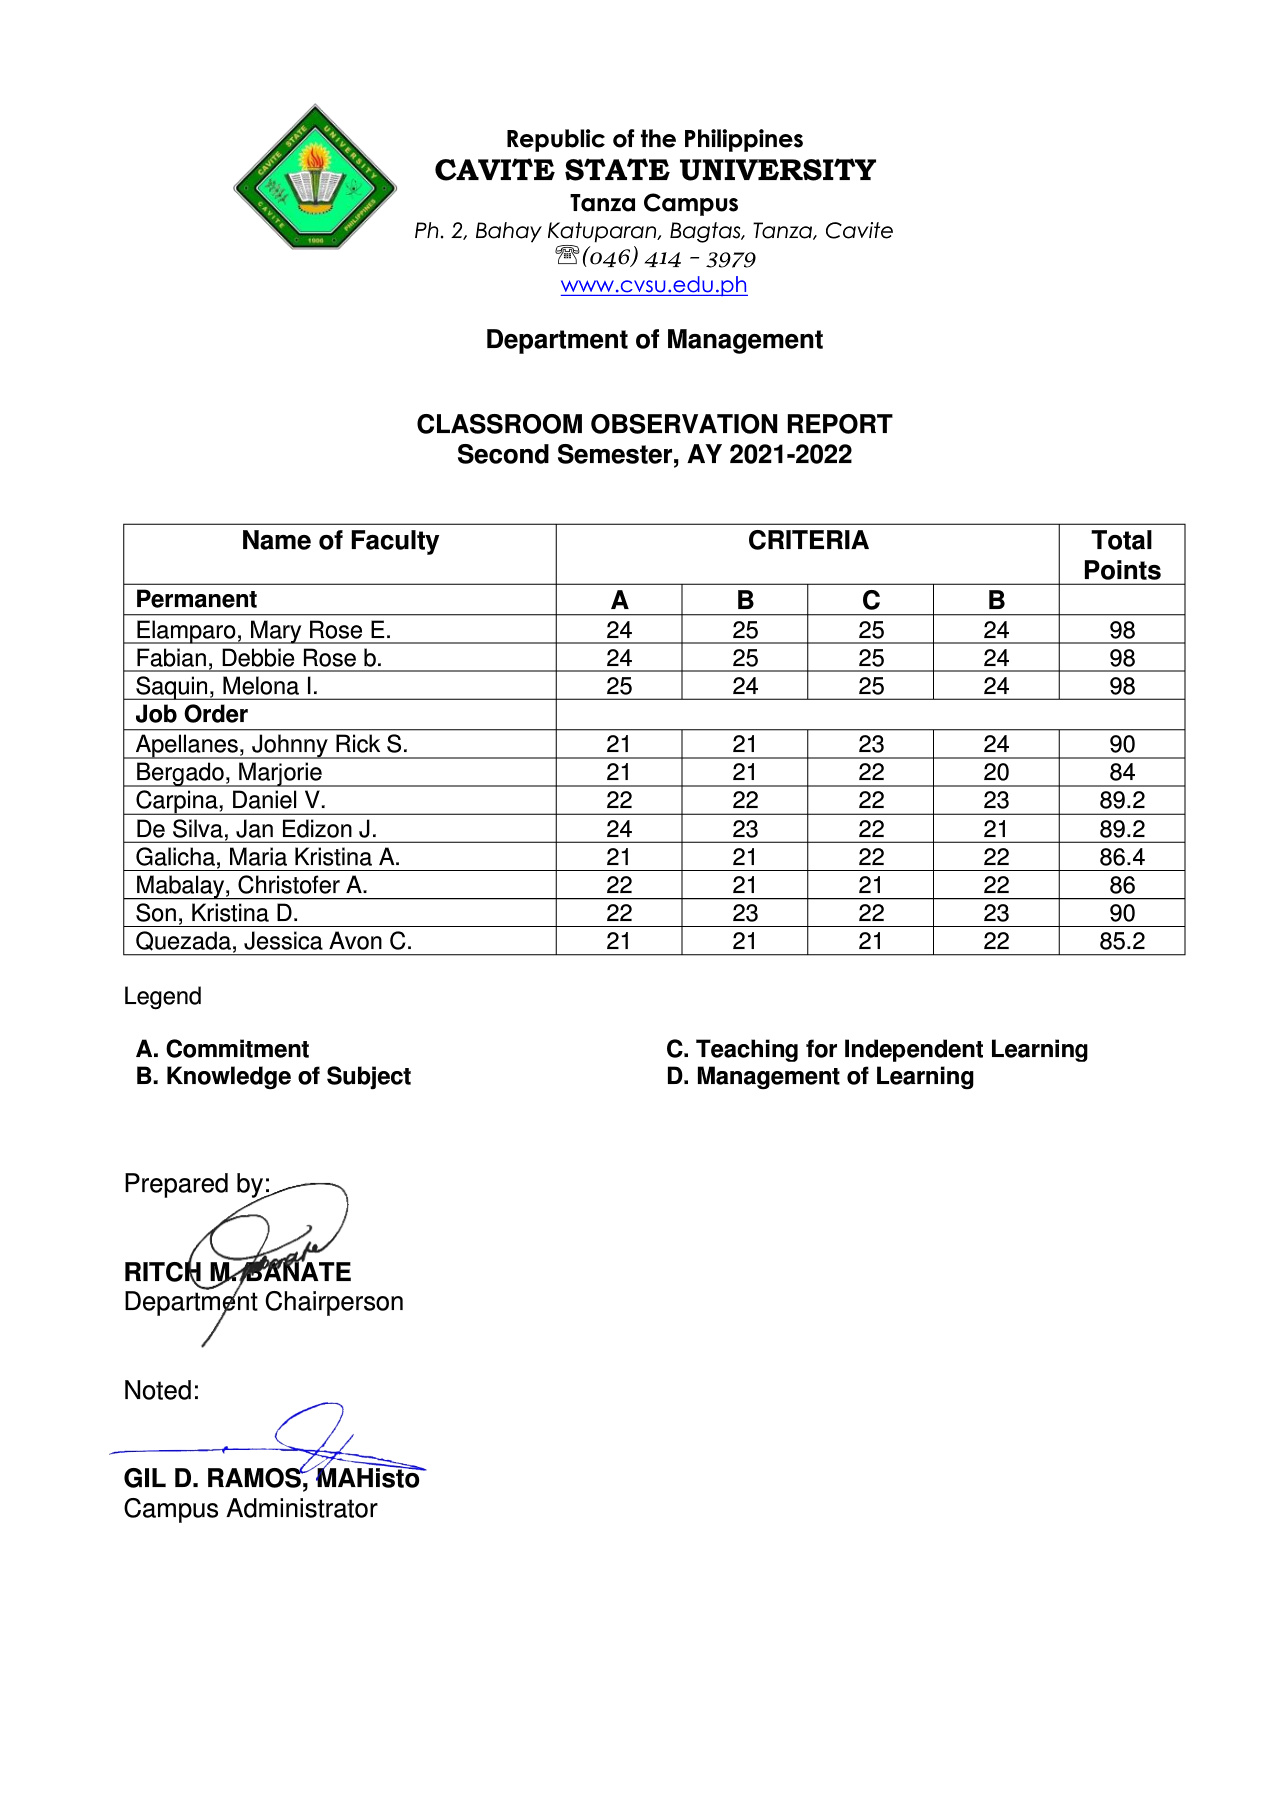 CAVITE STATE UNIVERSITY
CAVITE PHILIPPINES
1906
Republic of the Philippines
CAVITE STATE UNIVERSITY
Tanza Campus
Ph. 2, Bahay Katuparan, Bagtas, Tanza, Cavite
☏(046) 414 – 3979
www.cvsu.edu.ph
Department of Management
CLASSROOM OBSERVATION REPORT
Second Semester, AY 2021-2022
Name of Faculty CRITERIA Total Points
Permanent A B C B
Elamparo, Mary Rose E. 24 25 25 24 98
Fabian, Debbie Rose b. 24 25 25 24 98
Saquin, Melona I. 25 24 25 24 98
Job Order
Apellanes, Johnny Rick S. 21 21 23 24 90
Bergado, Marjorie 21 21 22 20 84
Carpina, Daniel V. 22 22 22 23 89.2
De Silva, Jan Edizon J. 24 23 22 21 89.2
Galicha, Maria Kristina A. 21 21 22 22 86.4
Mabalay, Christofer A. 22 21 21 22 86
Son, Kristina D. 22 23 22 23 90
Quezada, Jessica Avon C. 21 21 21 22 85.2
Legend
A. Commitment C. Teaching for Independent Learning
B. Knowledge of Subject D. Management of Learning
Prepared by:
RITCH M. BANATE
Department Chairperson
Noted:
GIL D. RAMOS, MAHisto
Campus Administrator